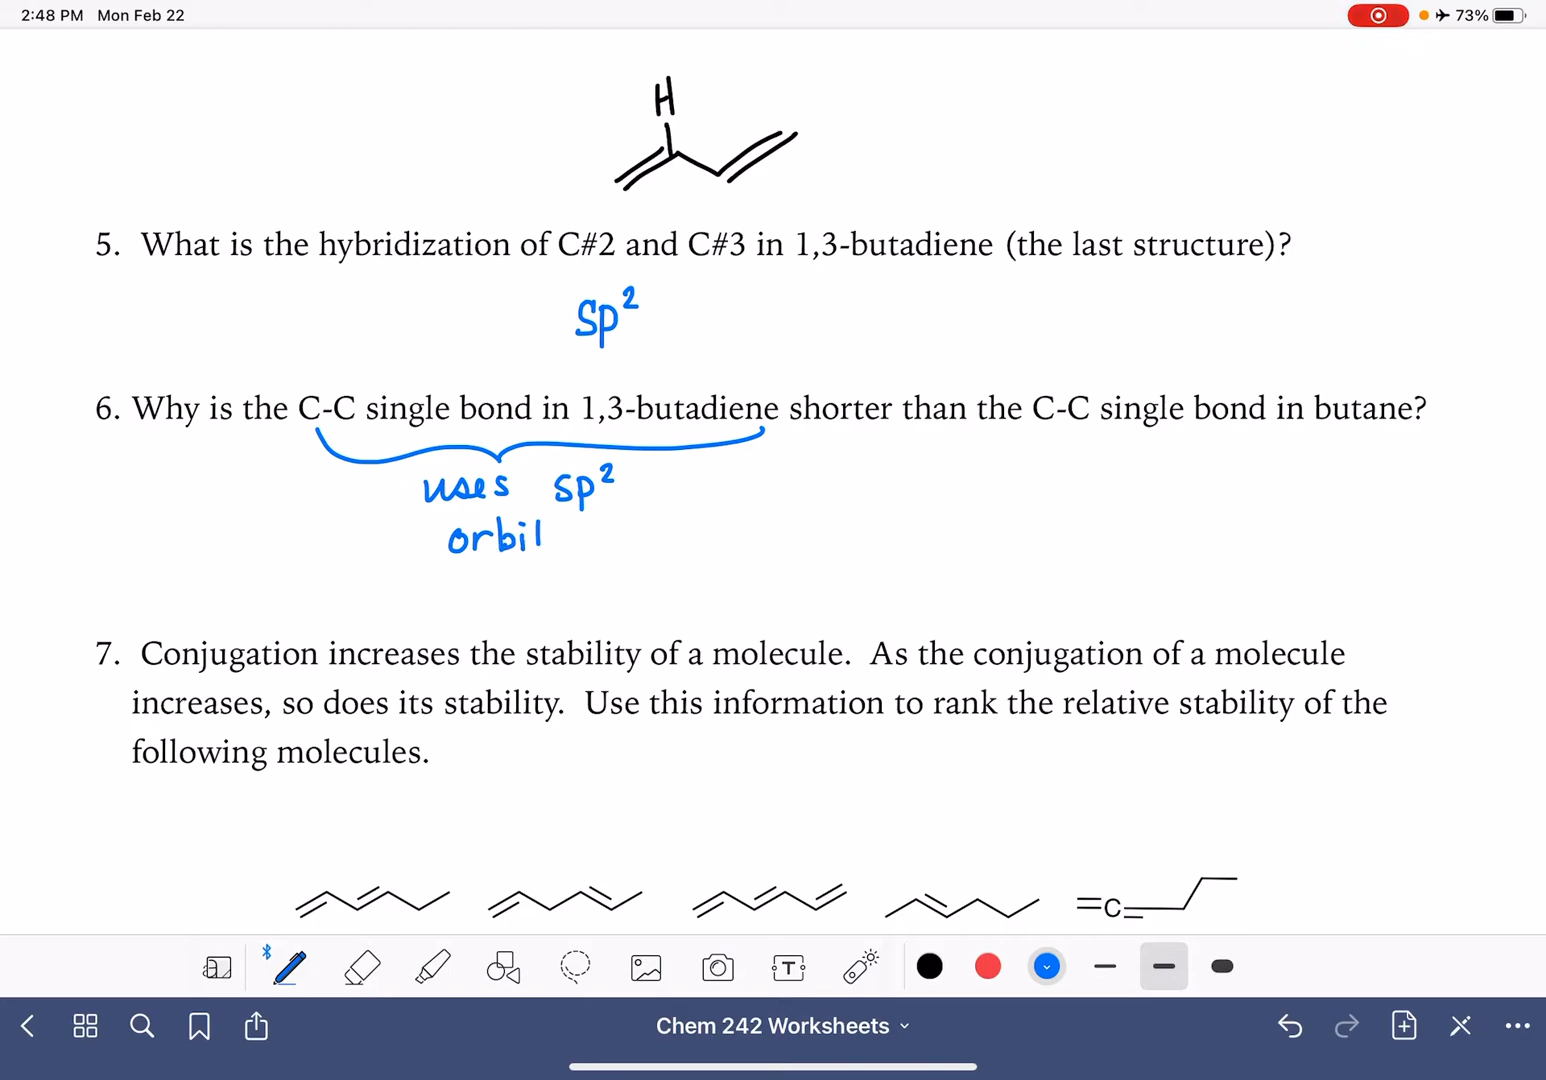 2:48 PM Mon Feb 22
73%
H
5. What is the hybridization of C#2 and C#3 in 1,3-butadiene (the last structure)?
sp²
6. Why is the C-C single bond in 1,3-butadiene shorter than the C-C single bond in butane?
uses sp²
orbil
7. Conjugation increases the stability of a molecule. As the conjugation of a molecule
increases, so does its stability. Use this information to rank the relative stability of the
following molecules.
=C=
Chem 242 Worksheets